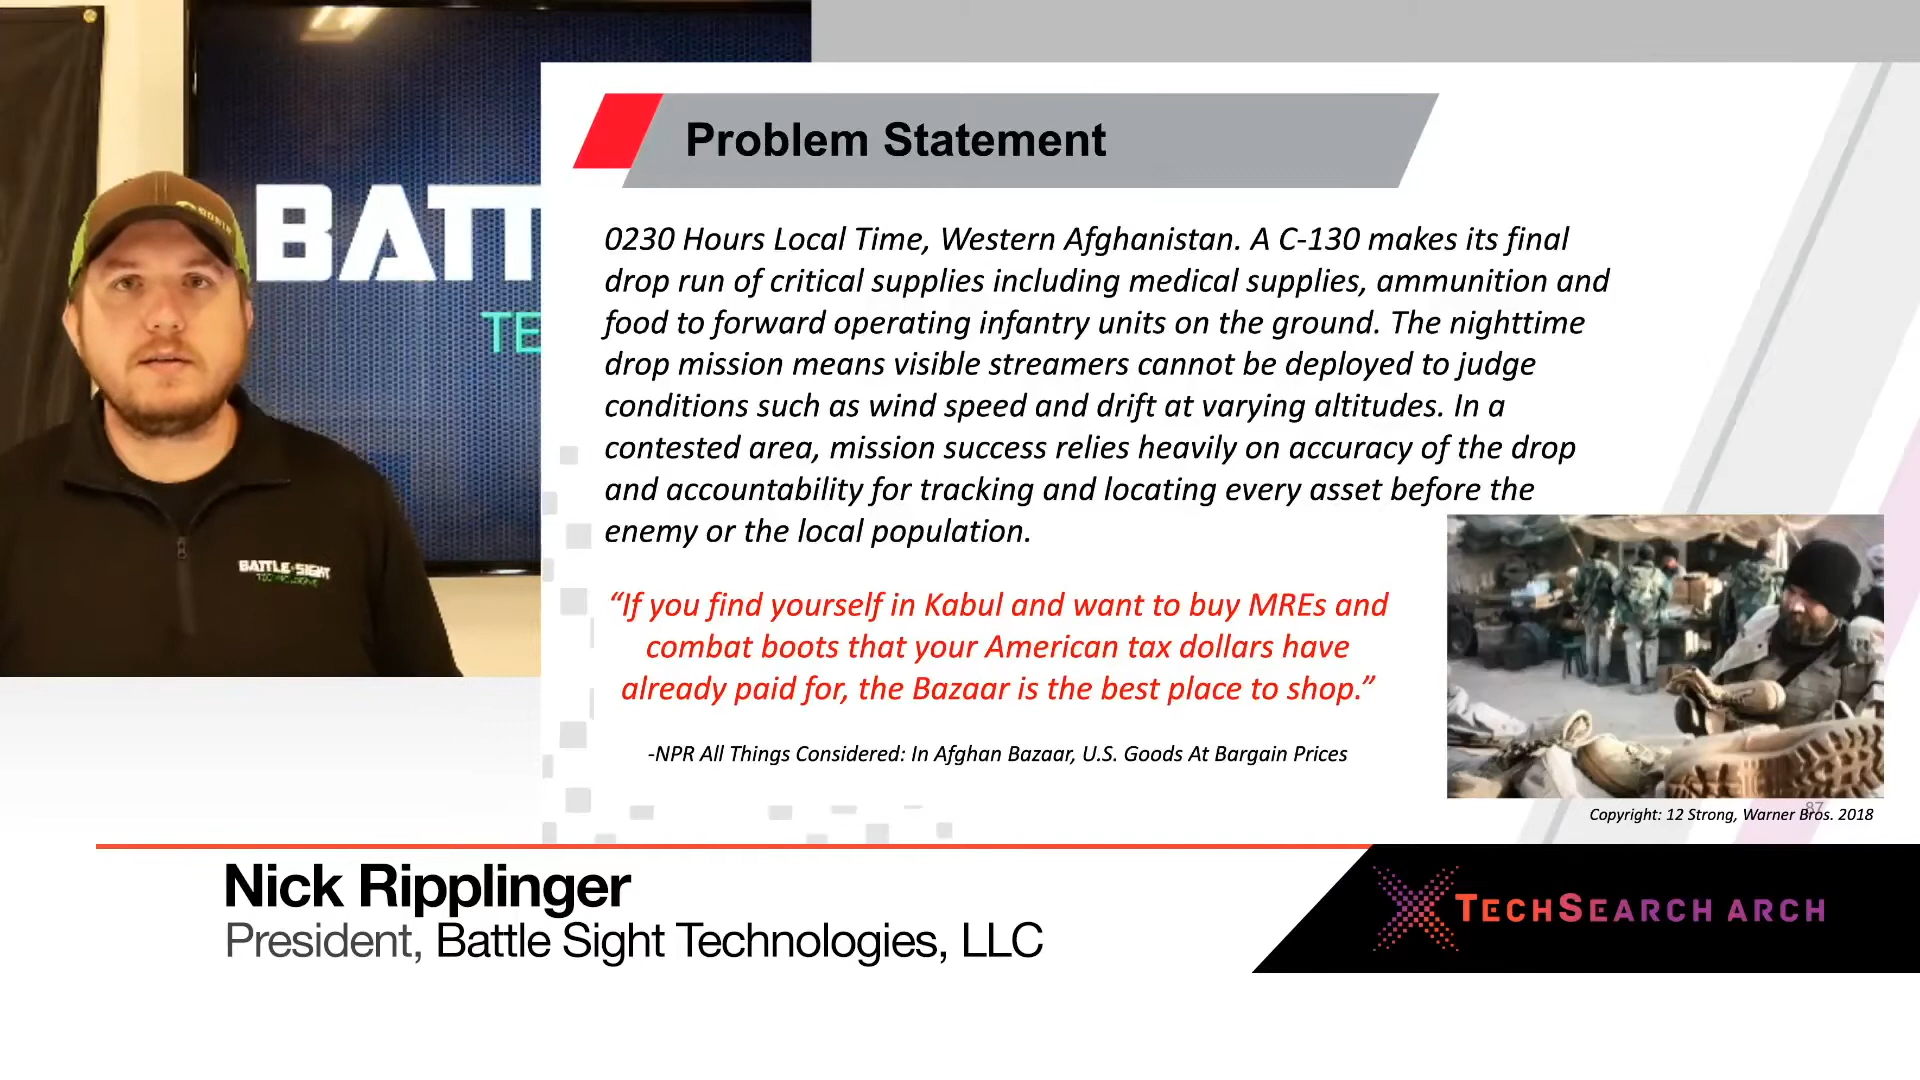 BATT
TE
BATTLE SIGHT
TECHNOLOGIES
Problem Statement
0230 Hours Local Time, Western Afghanistan. A C-130 makes its final
drop run of critical supplies including medical supplies, ammunition and
food to forward operating infantry units on the ground. The nighttime
drop mission means visible streamers cannot be deployed to judge
conditions such as wind speed and drift at varying altitudes. In a
contested area, mission success relies heavily on accuracy of the drop
and accountability for tracking and locating every asset before the
enemy or the local population.
“If you find yourself in Kabul and want to buy MREs and
combat boots that your American tax dollars have
already paid for, the Bazaar is the best place to shop.”
-NPR All Things Considered: In Afghan Bazaar, U.S. Goods At Bargain Prices
87
Copyright: 12 Strong, Warner Bros. 2018
Nick Ripplinger
President, Battle Sight Technologies, LLC
TECHSEARCH ARCH